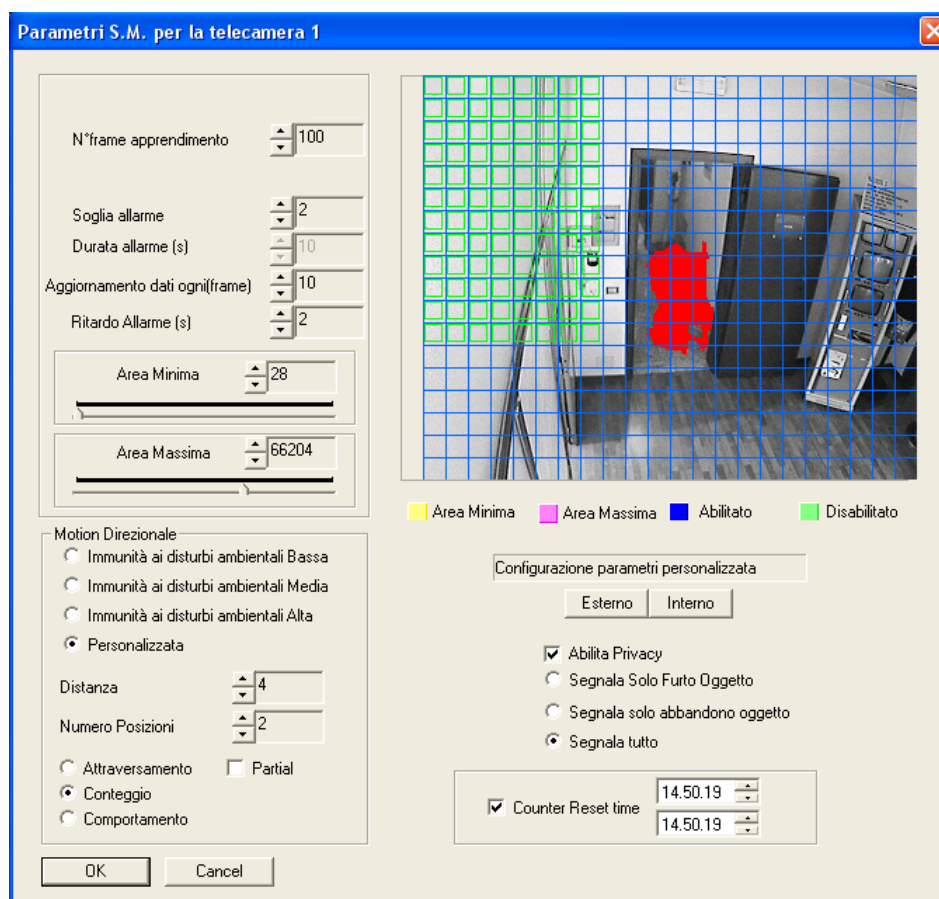 Parametri S.M. per la telecamera 1
N°frame apprendimento 100
Soglia allarme 2
Durata allarme (s) 10
Aggiornamento dati ogni(frame) 10
Ritardo Allarme (s) 2
Area Minima 28
Area Massima 66204
Area Minima Area Massima Abilitato Disabilitato
Motion Direzionale
Immunità ai disturbi ambientali Bassa
Immunità ai disturbi ambientali Media
Immunità ai disturbi ambientali Alta
Personalizzata
Distanza 4
Numero Posizioni 2
Attraversamento Partial
Conteggio
Comportamento
Configurazione parametri personalizzata
Esterno Interno
Abilita Privacy
Segnala Solo Furto Oggetto
Segnala solo abbandono oggetto
Segnala tutto
Counter Reset time 14.50.19
14.50.19
OK Cancel